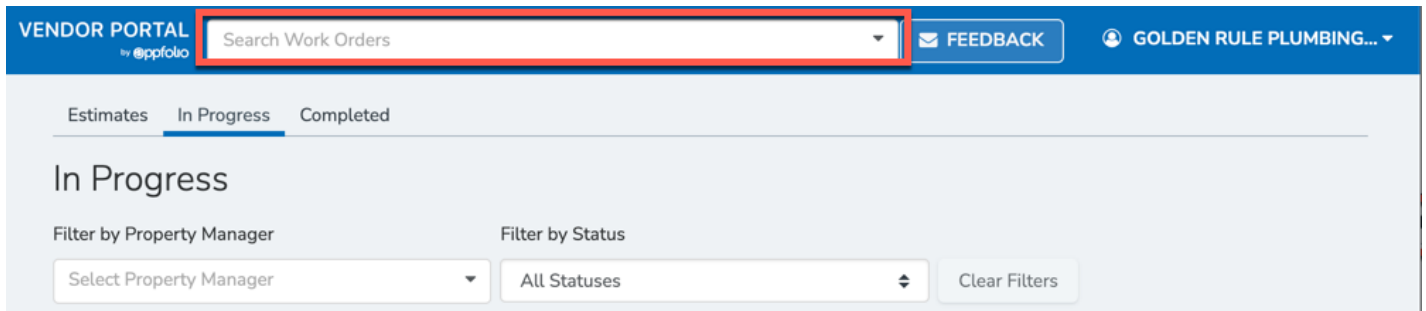 VENDOR PORTAL
by appfolio
Search Work Orders
FEEDBACK
GOLDEN RULE PLUMBING...
Estimates In Progress Completed
In Progress
Filter by Property Manager Filter by Status
Select Property Manager All Statuses Clear Filters